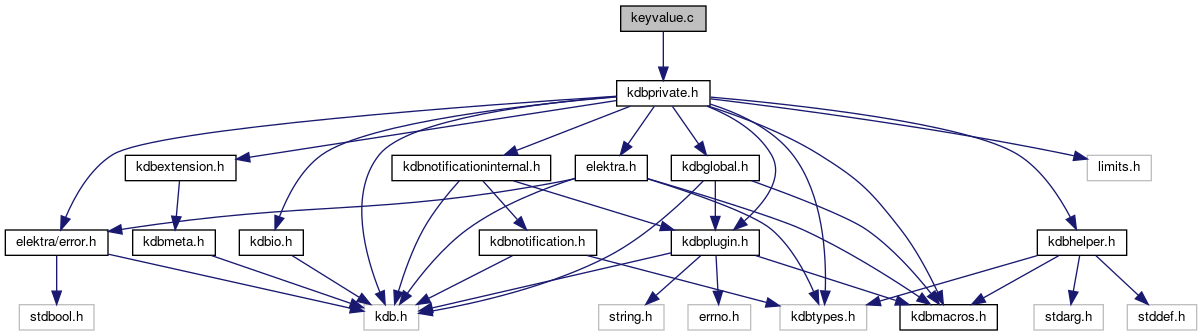 keyvalue.c
kdbprivate.h
kdbextension.h
kdbnotificationinternal.h
elektra.h
kdbglobal.h
limits.h
elektra/error.h
kdbmeta.h
kdbio.h
kdbnotification.h
kdbplugin.h
kdbhelper.h
stdbool.h
kdb.h
string.h
errno.h
kdbtypes.h
kdbmacros.h
stdarg.h
stddef.h